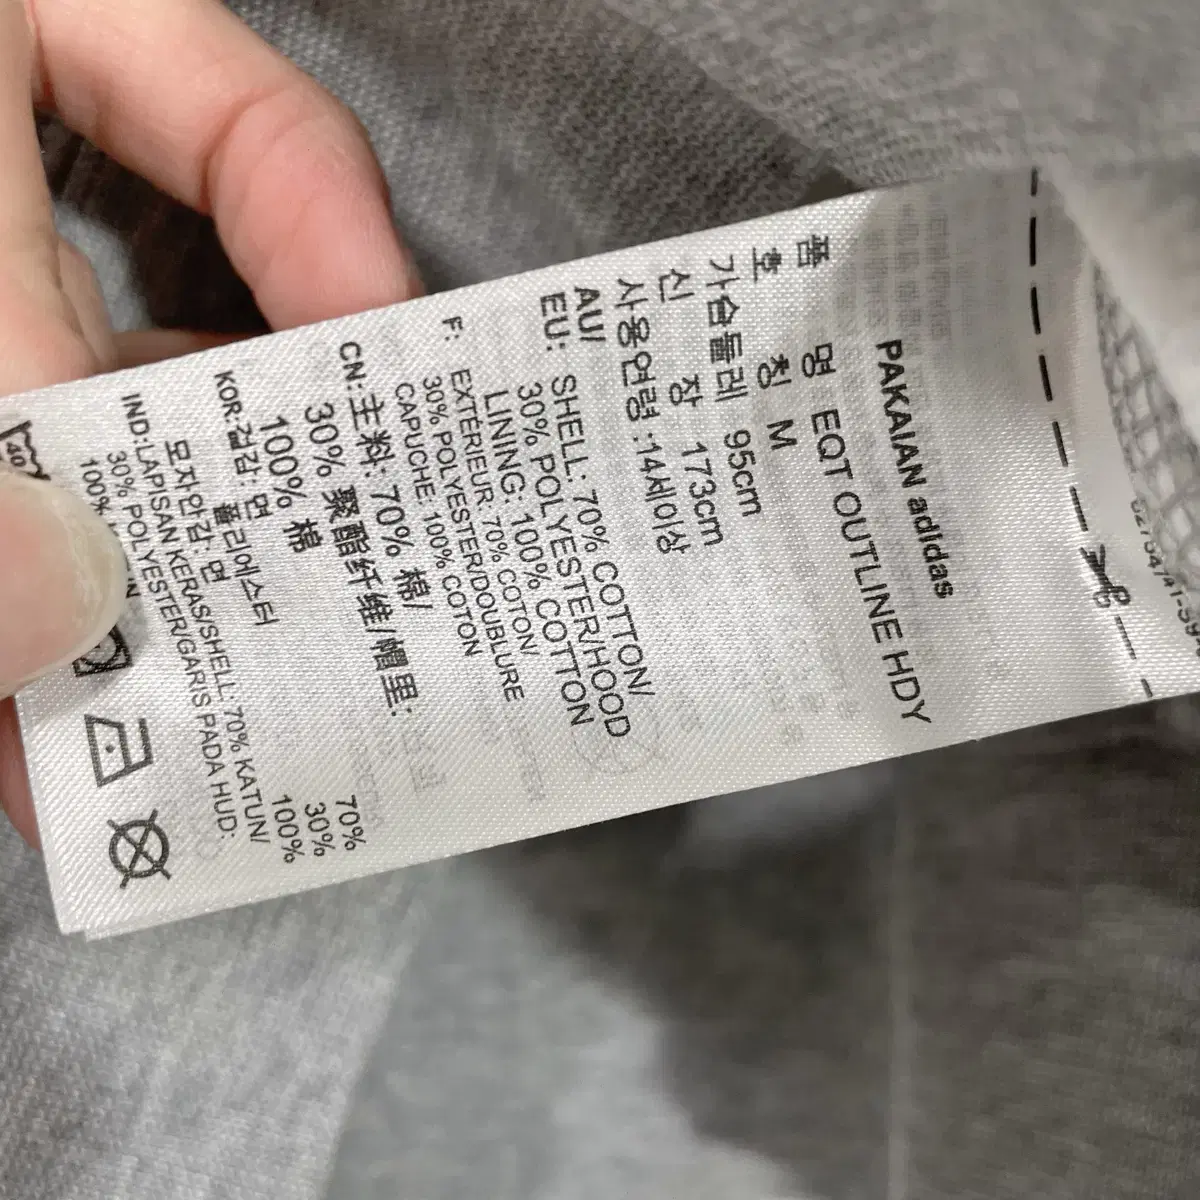 PAKAIAN adidas
품 명 EQT OUTLINE HDY
호 칭 M
가슴둘레 95cm
신 장 173cm
사용연령 :14세이상
AU/
EU: SHELL: 70% COTTON/
30% POLYESTER/HOOD
LINING: 100% COTTON
F: EXTÉRIEUR: 70% COTON/
30% POLYESTER/DOUBLURE
CAPUCHE: 100% COTON
CN:主料: 70% 棉/
30% 聚酯纤维/帽里:
100% 棉
KOR:겉감: 면 70%
폴리에스터 30%
모자안감: 면 100%
IND:LAPISAN KERAS/SHELL: 70% KATUN/
30% POLYESTER/GARIS PADA HUD:
100%
40